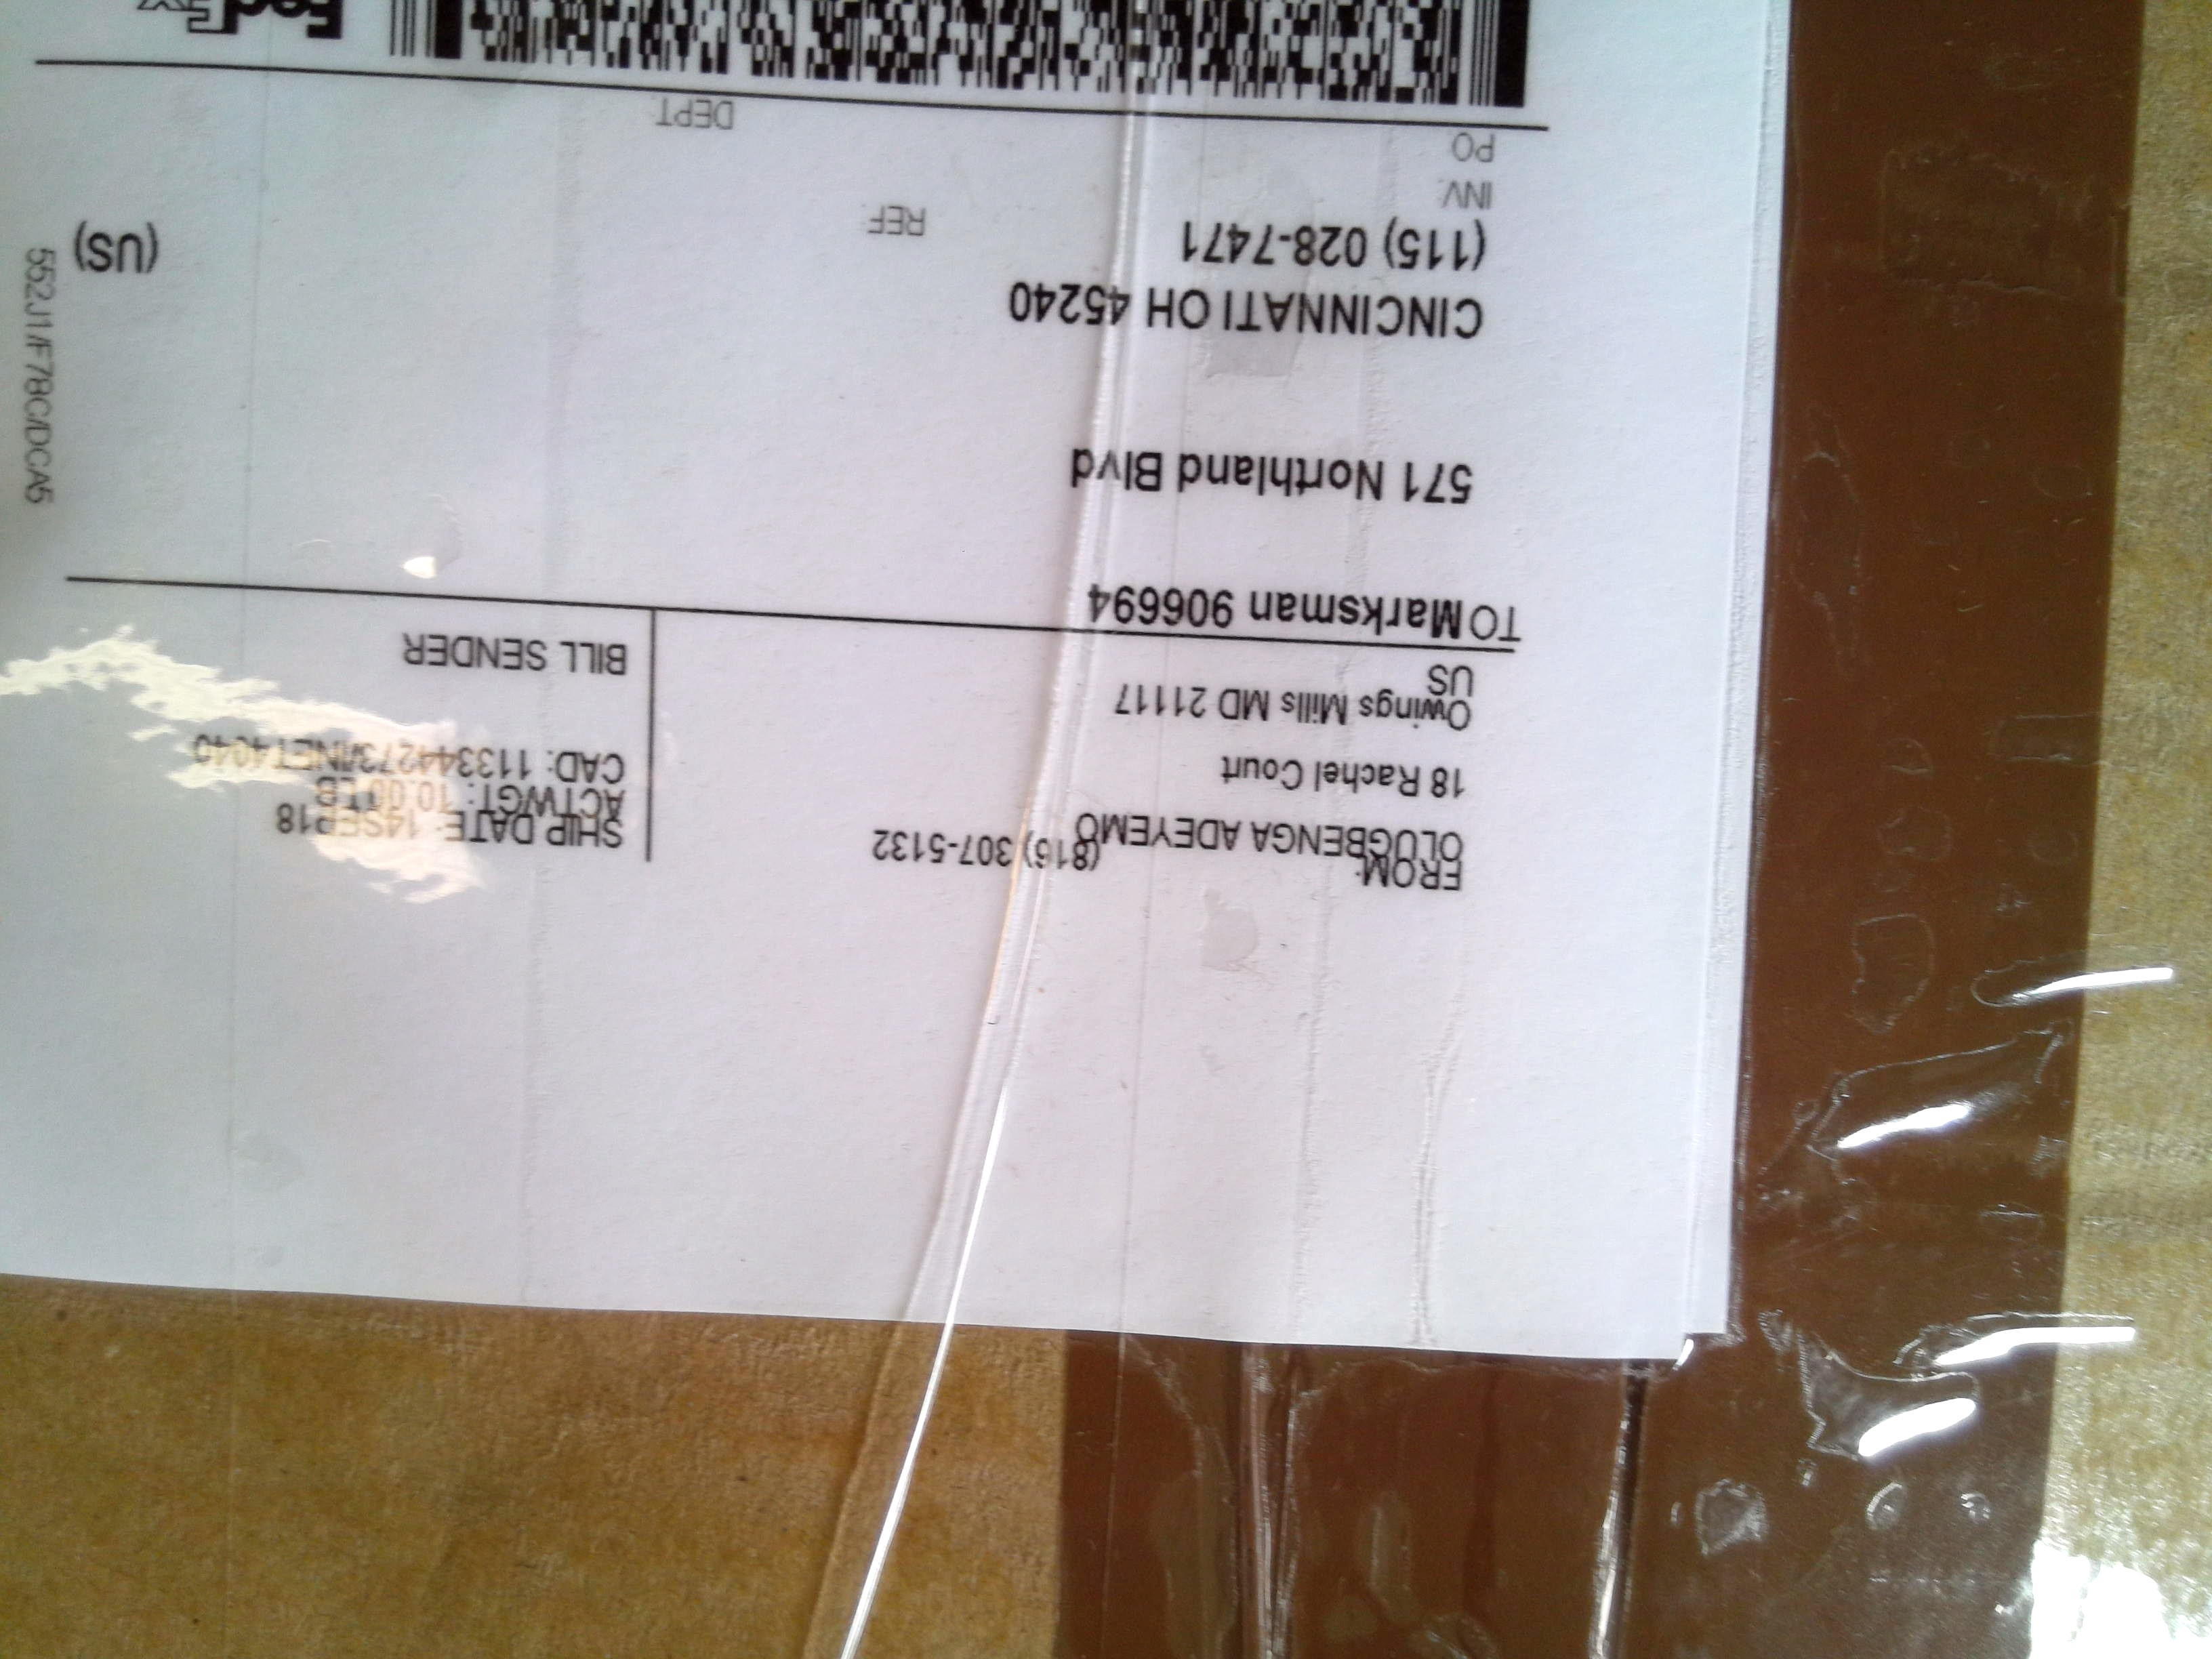 FROM: (816) 307-5132
OLUGBENGA ADEYEMO
18 Rachel Court
Owings Mills MD 21117
US
SHIP DATE: 14SEP18
ACTWGT: 10.00 LB
CAD: 113344273/INET4040
BILL SENDER
TO Marksman 906694
571 Northland Blvd
CINCINNATI OH 45240
(US)
(115) 028-7471
REF:
INV:
PO:
DEPT:
552J1/F78C/DCA5
FedEx